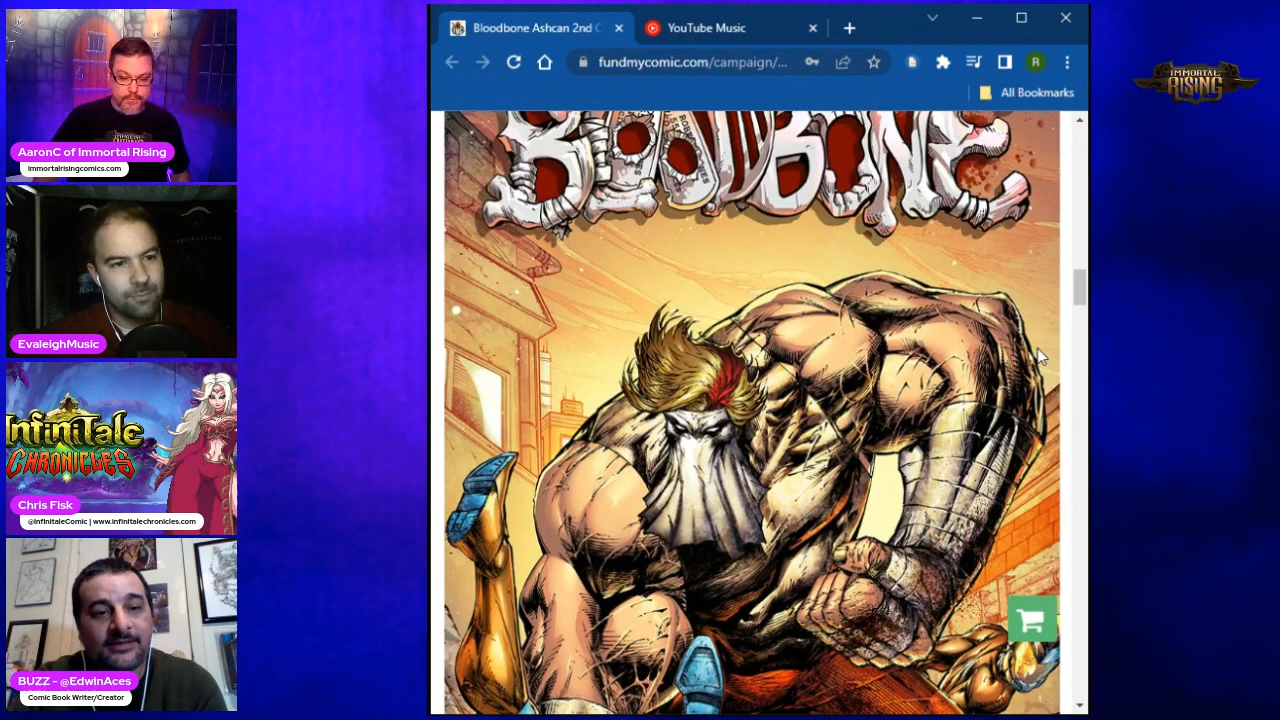 AaronC of Immortal Rising
immortalrisingcomics.com
EvaleighMusic
InfiniTale
CHRONICLES
Chris Fisk
@InfinitaleComic | www.infinitalechronicles.com
BUZZ - @EdwinAces
Comic Book Writer/Creator
Bloodbone Ashcan 2nd C
YouTube Music
fundmycomic.com/campaign/...
R
All Bookmarks
BLOODBONE
IMMORTAL
RISING